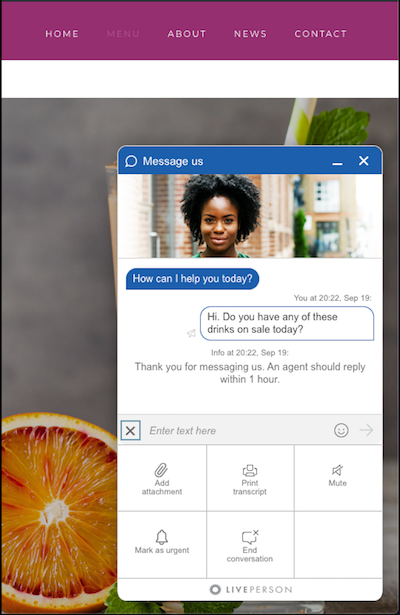 HOME MENU ABOUT NEWS CONTACT
Message us
How can I help you today?
You at 20:22, Sep 19:
Hi. Do you have any of these
drinks on sale today?
Info at 20:22, Sep 19:
Thank you for messaging us. An agent should reply
within 1 hour.
Enter text here
Add
attachment
Print
transcript
Mute
Mark as urgent
End
conversation
LIVEPERSON